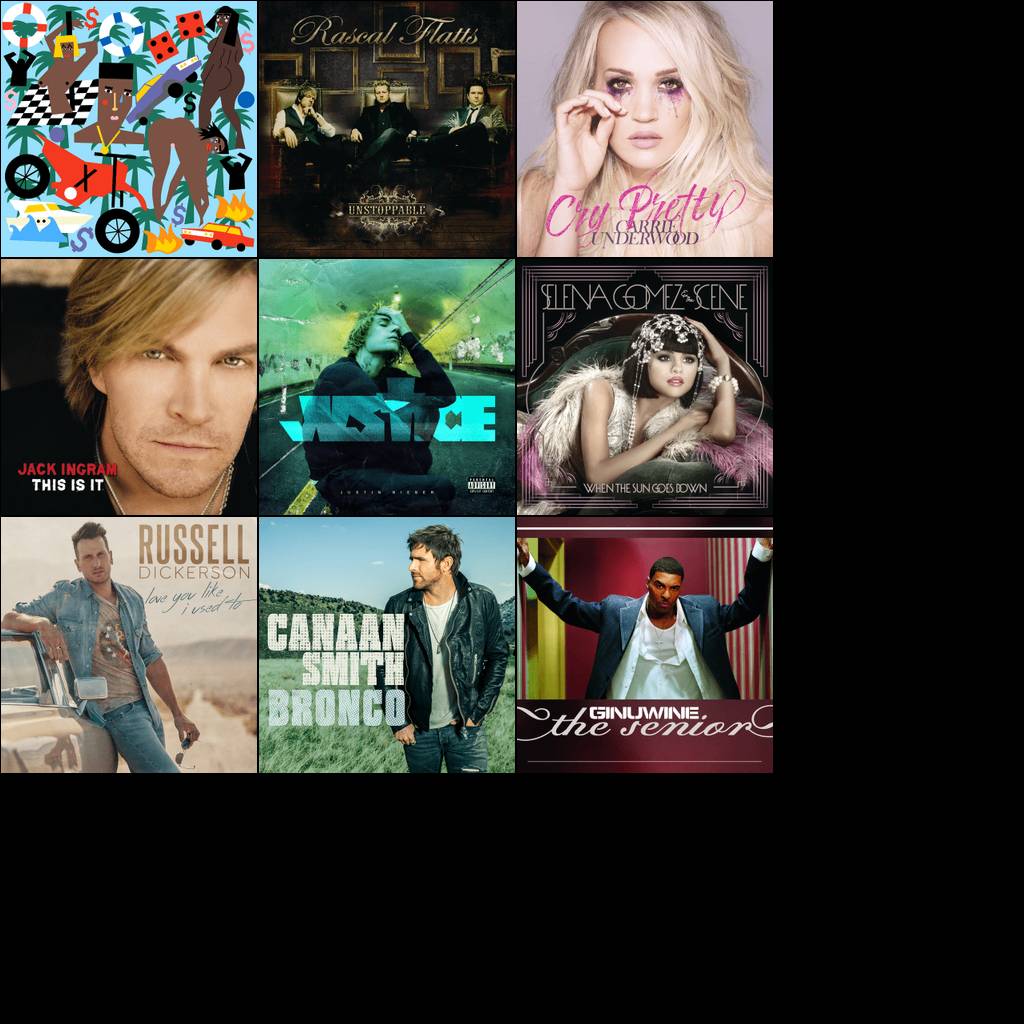 $
$
$
$
$
$
X
Rascal Flatts
UNSTOPPABLE
Cry Pretty
CARRIE
UNDERWOOD
JACK INGRAM
THIS IS IT
JUSTICE
JUSTIN BIEBER
PARENTAL
ADVISORY
EXPLICIT CONTENT
SELENA GOMEZ & THE SCENE
WHEN THE SUN GOES DOWN
RUSSELL
DICKERSON
love you like
i used to
CANAAN
SMITH
BRONCO
GINUWINE
the senior